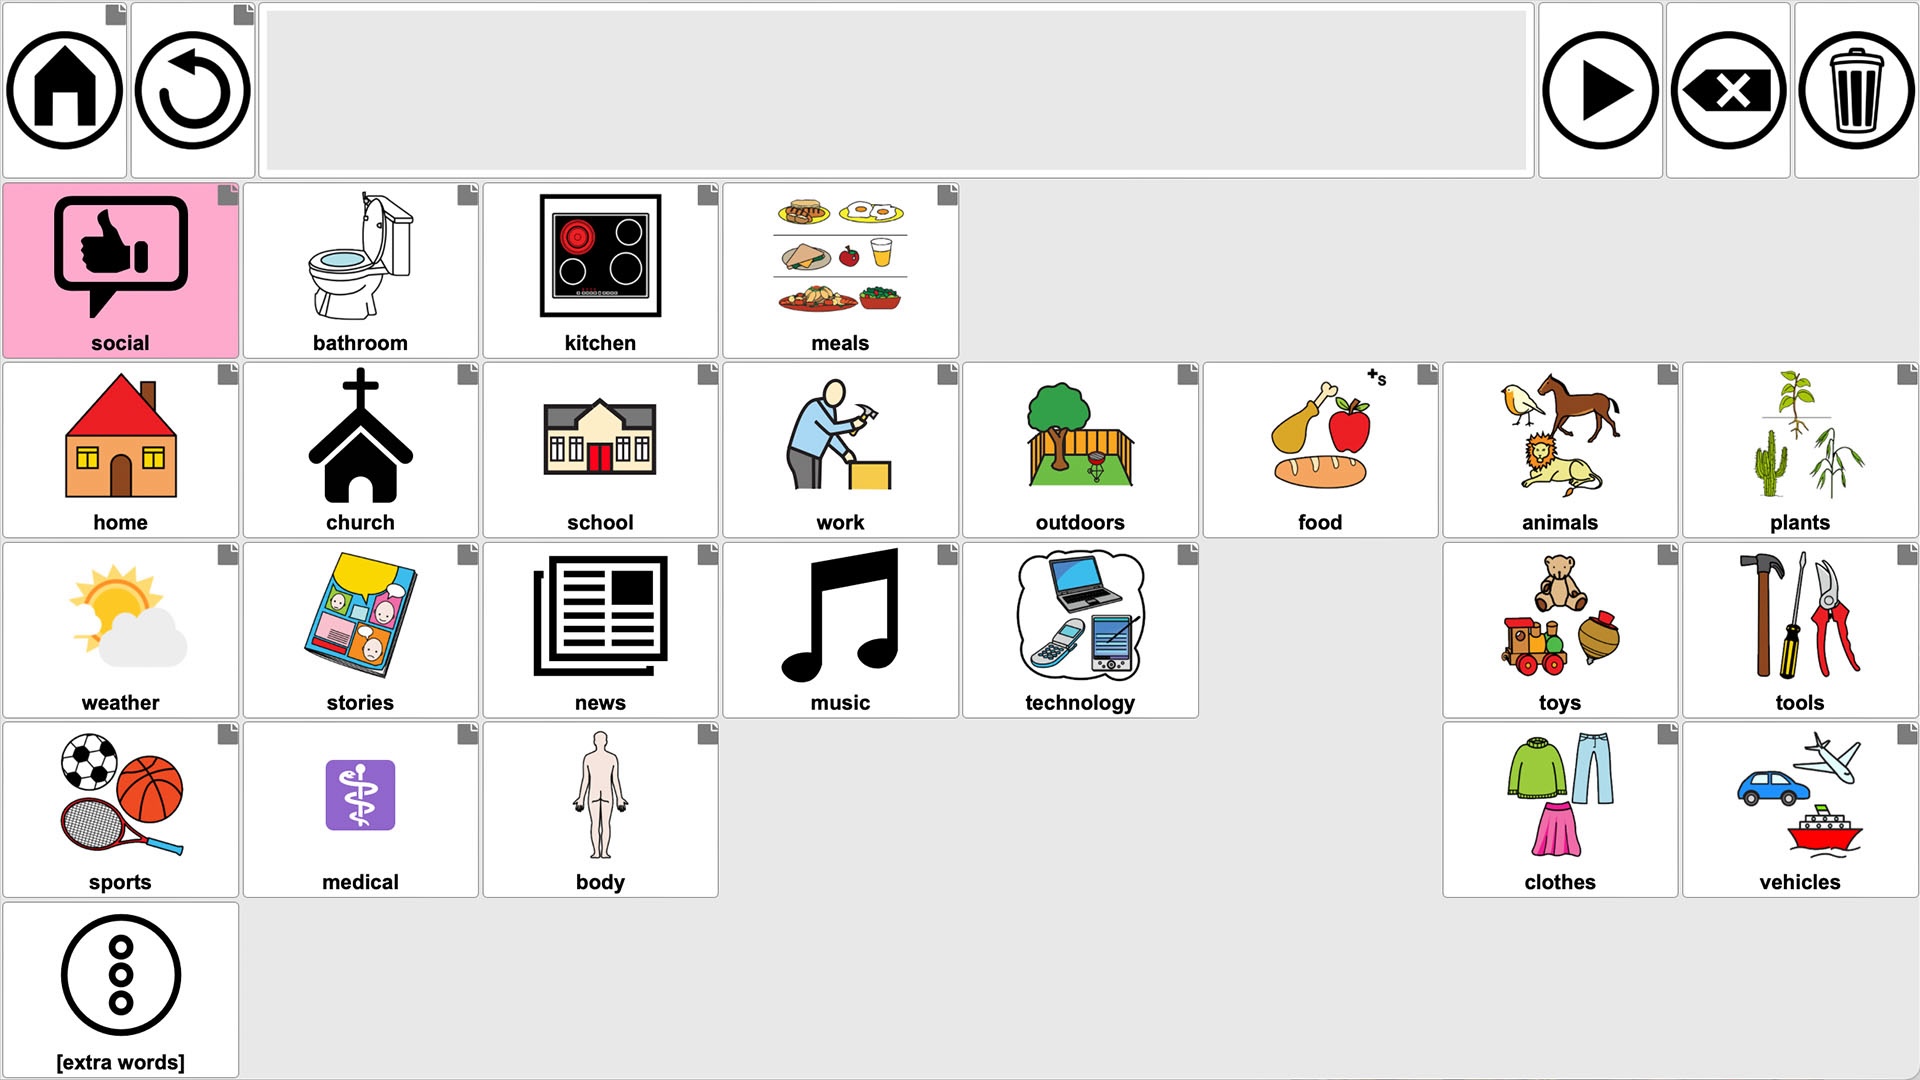 social
bathroom
kitchen
meals
home
church
school
work
outdoors
+s
food
animals
plants
weather
stories
news
music
technology
toys
tools
sports
medical
body
clothes
vehicles
[extra words]